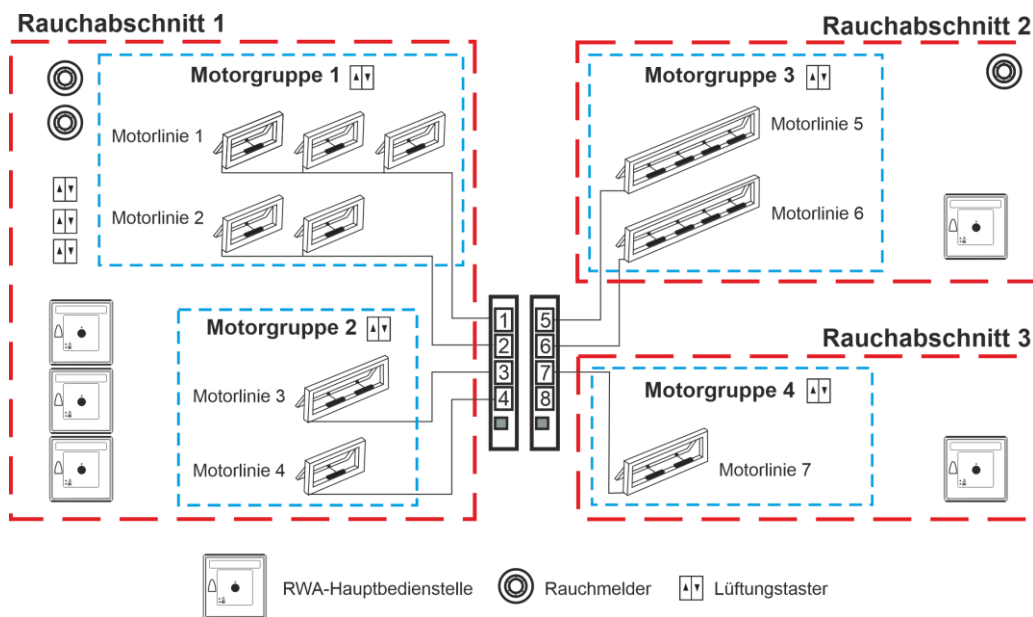 Rauchabschnitt 1
Motorgruppe 1
Motorlinie 1
Motorlinie 2
Motorgruppe 2
Motorlinie 3
Motorlinie 4
1
2
3
4
5
6
7
8
Rauchabschnitt 2
Motorgruppe 3
Motorlinie 5
Motorlinie 6
Rauchabschnitt 3
Motorgruppe 4
Motorlinie 7
RWA-Hauptbedienstelle
Rauchmelder
Lüftungstaster